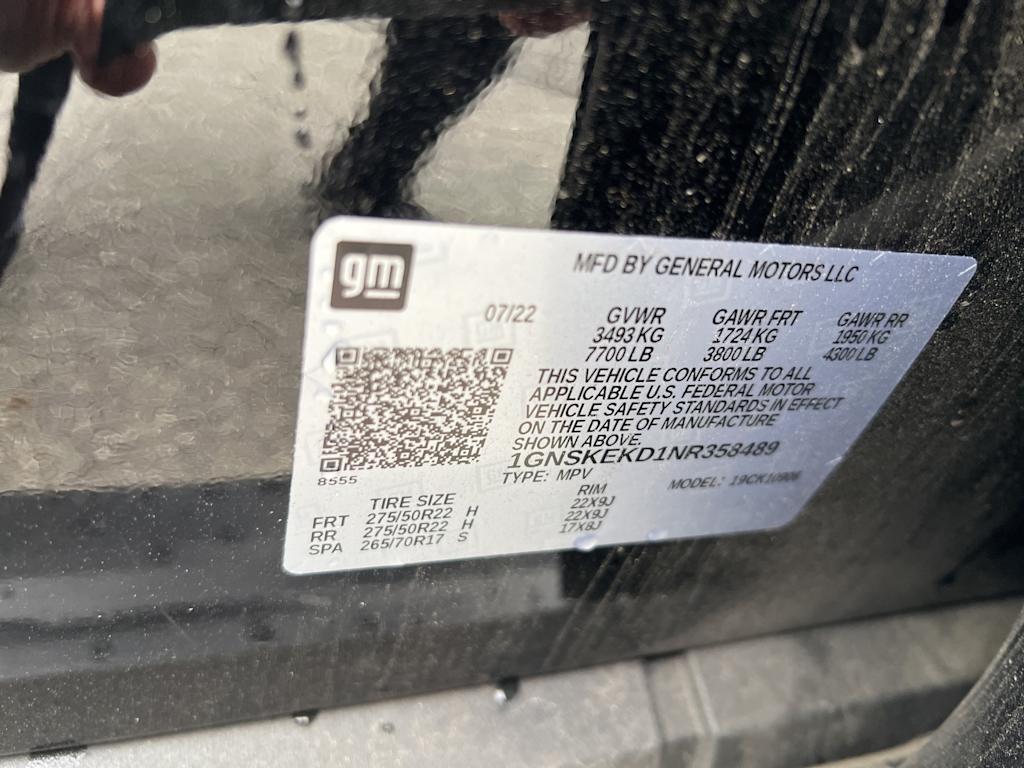 gm
MFD BY GENERAL MOTORS LLC
07/22 GVWR GAWR FRT GAWR RR
3493 KG 1724 KG 1950 KG
7700 LB 3800 LB 4300 LB
THIS VEHICLE CONFORMS TO ALL
APPLICABLE U.S. FEDERAL MOTOR
VEHICLE SAFETY STANDARDS IN EFFECT
ON THE DATE OF MANUFACTURE
SHOWN ABOVE.
1GNSKEKD1NR358489
8555 TYPE: MPV MODEL: 19CK10906
TIRE SIZE RIM
FRT 275/50R22 H 22X9J
RR 275/50R22 H 22X9J
SPA 265/70R17 S 17X8J